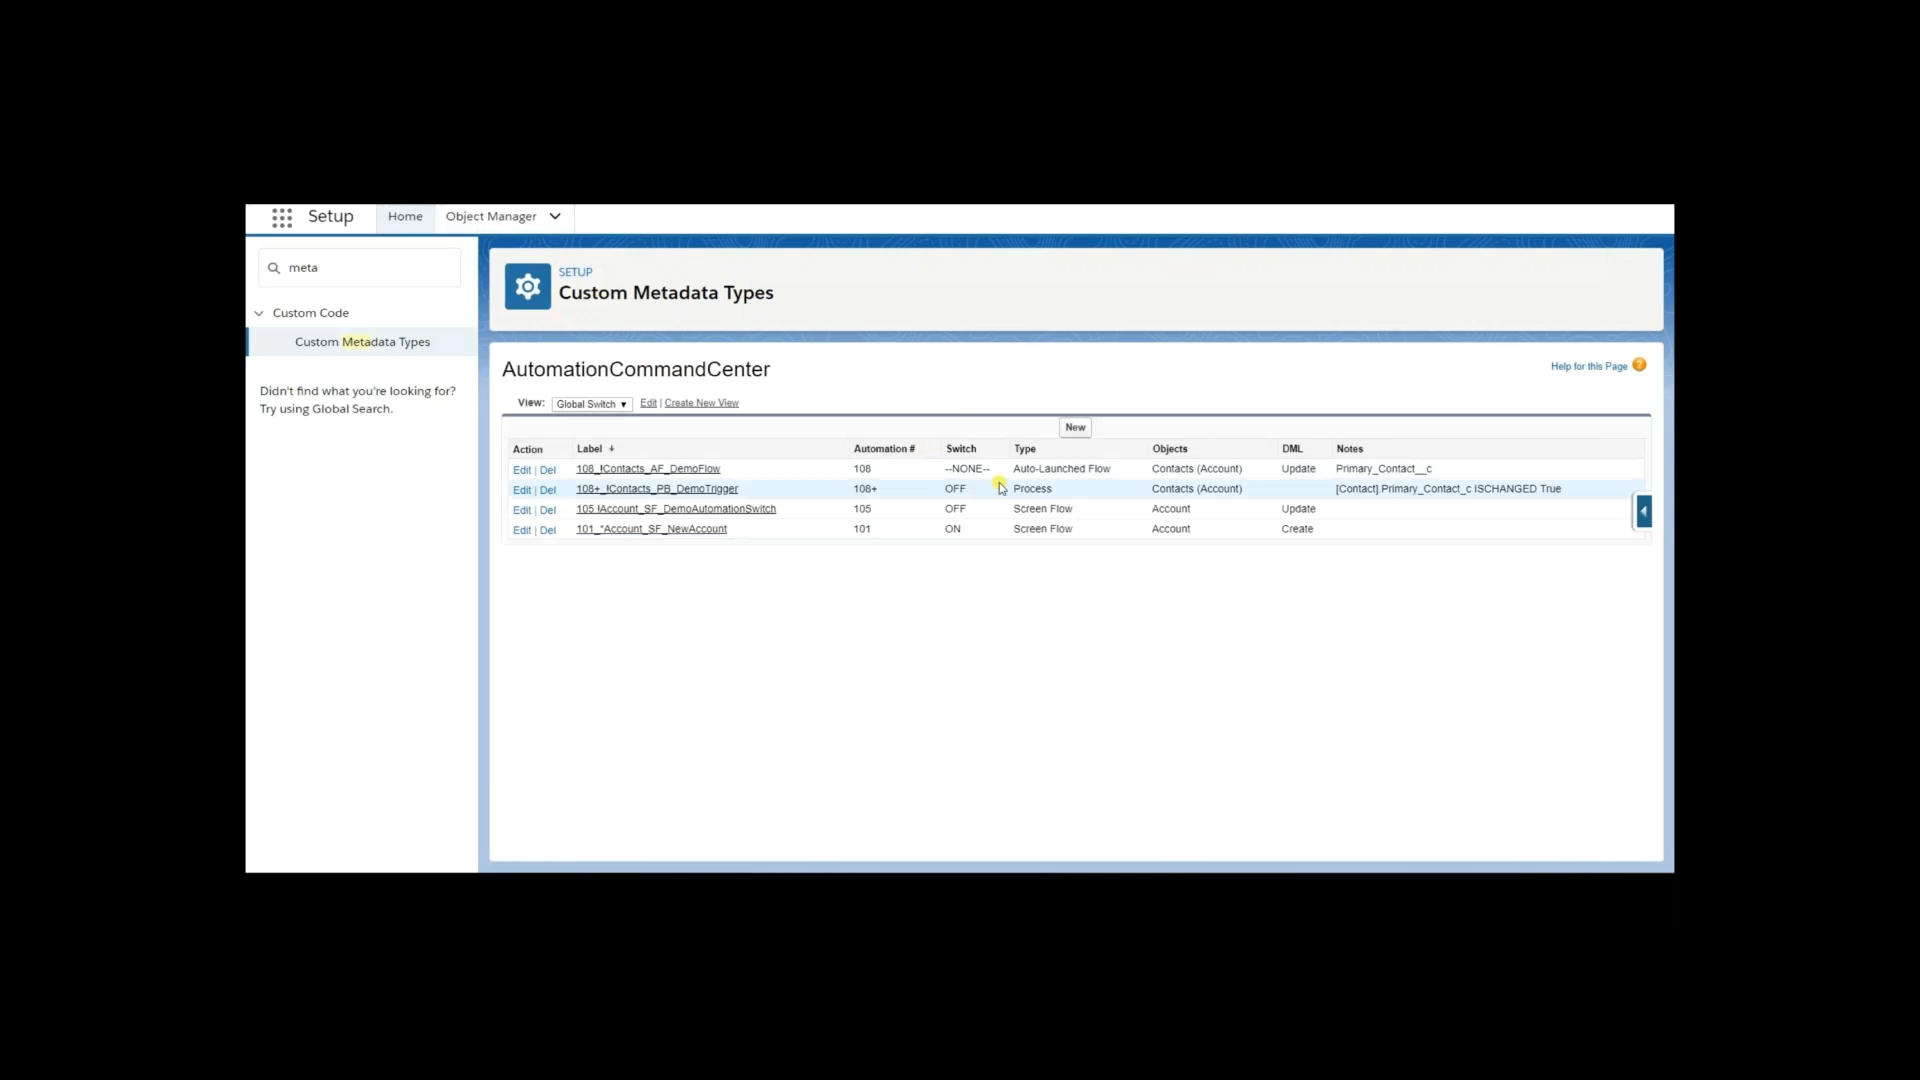 Setup Home Object Manager
meta
Custom Code
Custom Metadata Types
Didn't find what you're looking for?
Try using Global Search.
SETUP
Custom Metadata Types
AutomationCommandCenter
Help for this Page ?
View: Global Switch ▼ Edit | Create New View
New
Action Label ↓ Automation # Switch Type Objects DML Notes
Edit | Del 108_!Contacts_AF_DemoFlow 108 --NONE-- Auto-Launched Flow Contacts (Account) Update Primary_Contact__c
Edit | Del 108+_!Contacts_PB_DemoTrigger 108+ OFF Process Contacts (Account) [Contact].Primary_Contact_c ISCHANGED True
Edit | Del 105 !Account_SF_DemoAutomationSwitch 105 OFF Screen Flow Account Update
Edit | Del 101_*Account_SF_NewAccount 101 ON Screen Flow Account Create